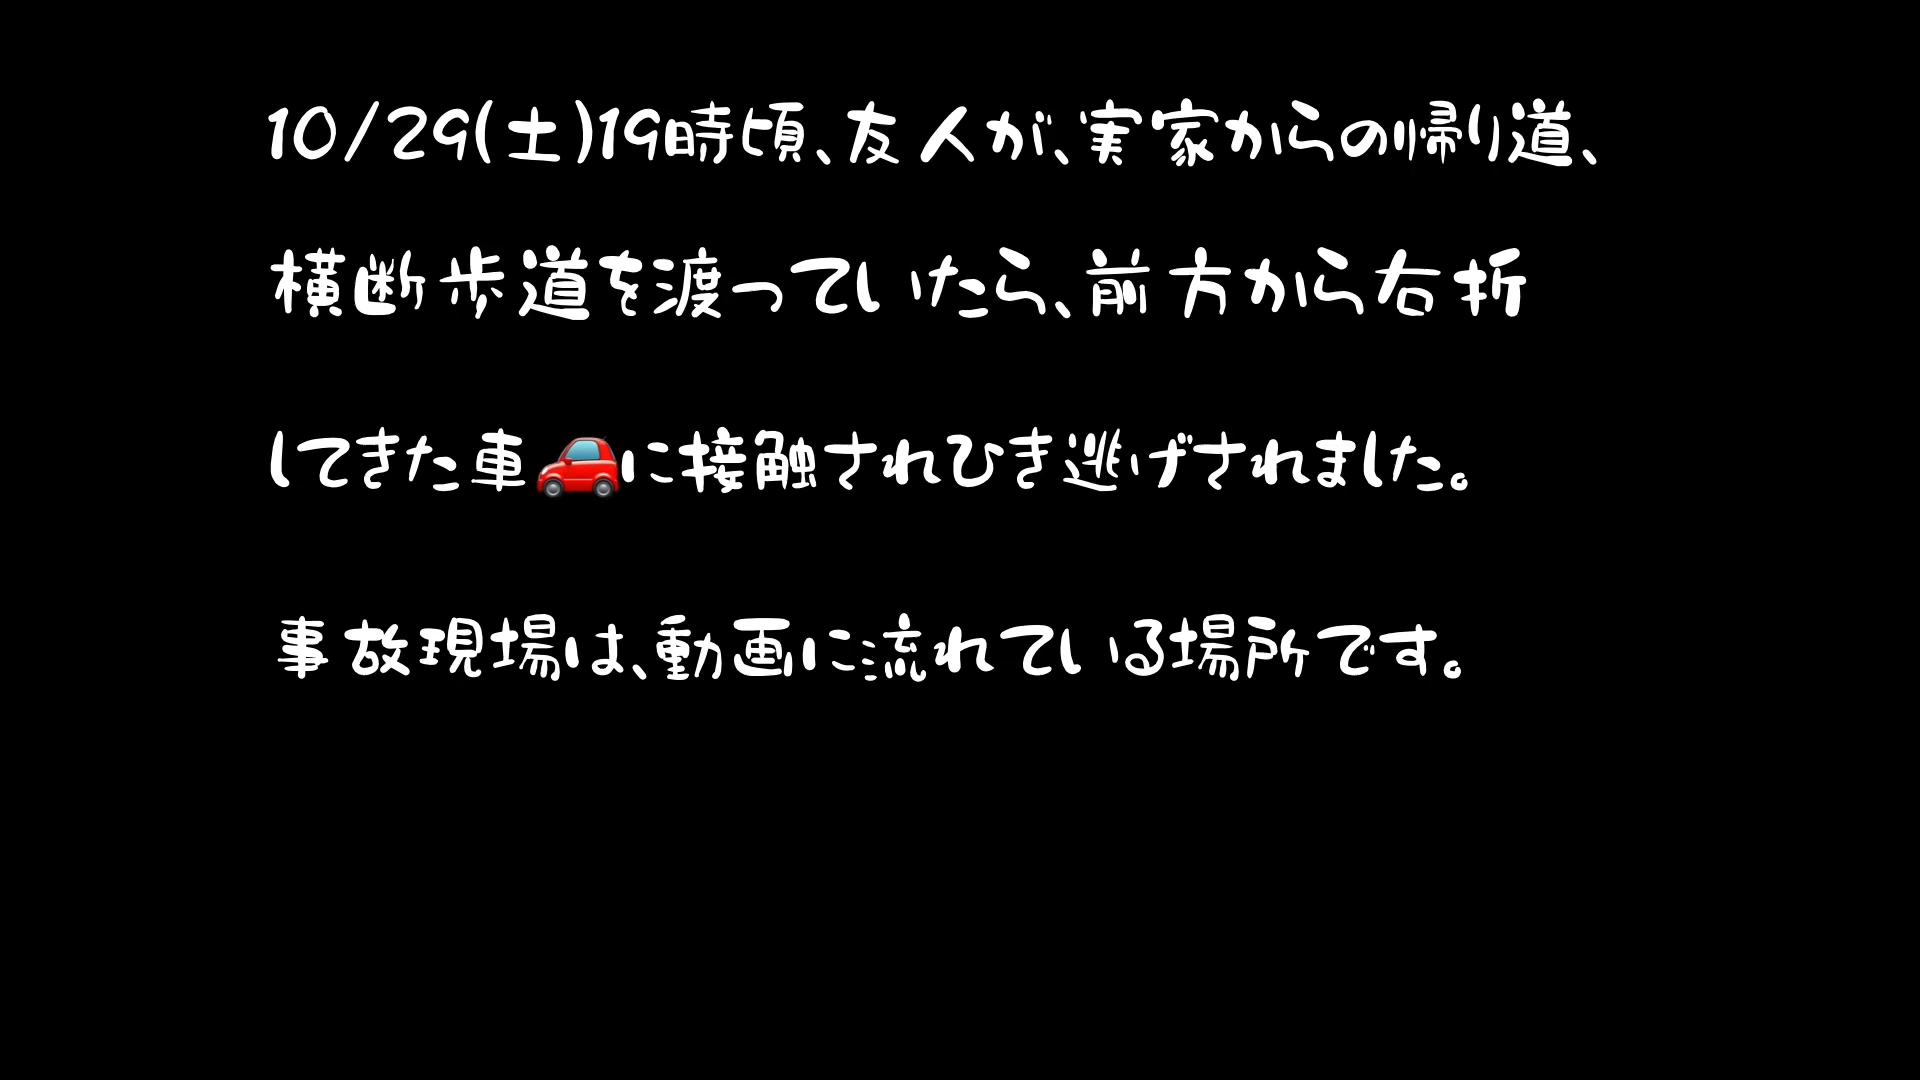 10/29(土)19時頃、友人が、実家からの帰り道、
横断歩道を渡っていたら、前方から右折
してきた車🚗に接触されひき逃げされました。
事故現場は、動画に流れている場所です。